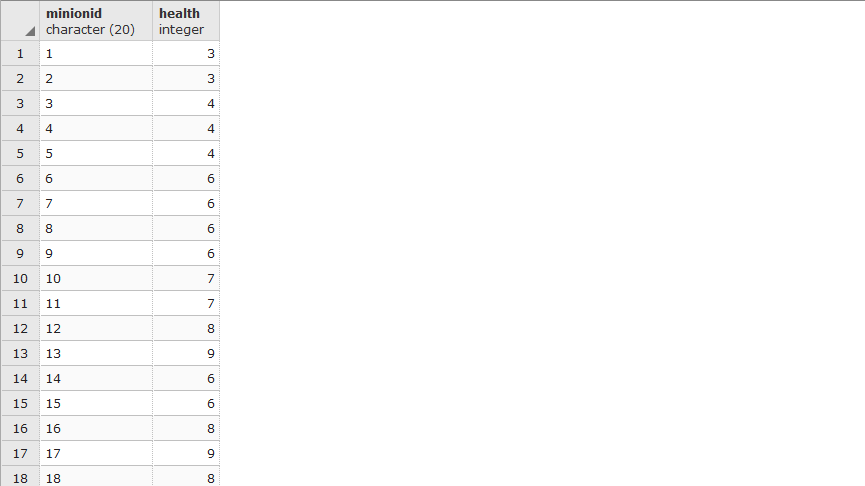 minionid health
character (20) integer
1 1 3
2 2 3
3 3 4
4 4 4
5 5 4
6 6 6
7 7 6
8 8 6
9 9 6
10 10 7
11 11 7
12 12 8
13 13 9
14 14 6
15 15 6
16 16 8
17 17 9
18 18 8